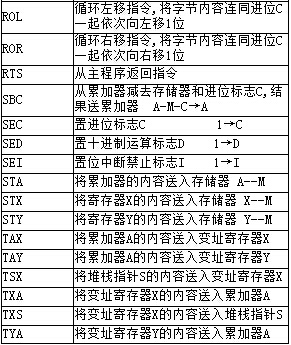 ROL 循环左移指令,将字节内容连同进位C
一起依次向左移1位
ROR 循环右移指令,将字节内容连同进位C
一起依次向右移1位
RTS 从主程序返回指令
SBC 从累加器减去存储器和进位标志C,结
果送累加器 A-M-C→A
SEC 置进位标志C 1→C
SED 置十进制运算标志D 1→D
SEI 置位中断禁止标志I 1→I
STA 将累加器的内容送入存储器 A--M
STX 将寄存器X的内容送入存储器 X--M
STY 将寄存器Y的内容送入存储器 Y--M
TAX 将累加器A的内容送入变址寄存器X
TAY 将累加器A的内容送入变址寄存器Y
TSX 将堆栈指针S的内容送入变址寄存器X
TXA 将变址寄存器X的内容送入累加器A
TXS 将变址寄存器X的内容送入堆栈指针S
TYA 将变址寄存器Y的内容送入累加器A